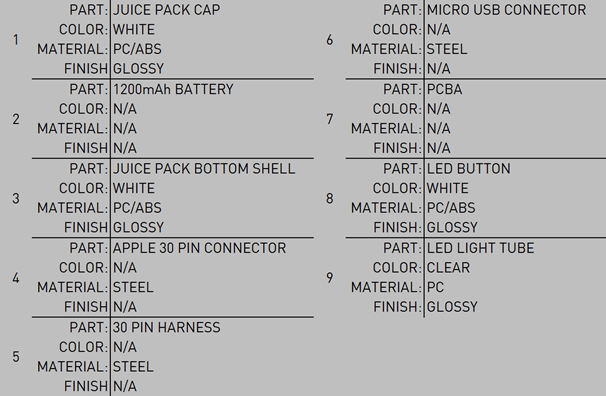 1
PART: JUICE PACK CAP
COLOR: WHITE
MATERIAL: PC/ABS
FINISH GLOSSY
2
PART: 1200mAh BATTERY
COLOR: N/A
MATERIAL: N/A
FINISH N/A
3
PART: JUICE PACK BOTTOM SHELL
COLOR: WHITE
MATERIAL: PC/ABS
FINISH GLOSSY
4
PART: APPLE 30 PIN CONNECTOR
COLOR: N/A
MATERIAL: STEEL
FINISH N/A
5
PART: 30 PIN HARNESS
COLOR: N/A
MATERIAL: STEEL
FINISH N/A
6
PART: MICRO USB CONNECTOR
COLOR: N/A
MATERIAL: STEEL
FINISH: N/A
7
PART: PCBA
COLOR: N/A
MATERIAL: N/A
FINISH: N/A
8
PART: LED BUTTON
COLOR: WHITE
MATERIAL: PC/ABS
FINISH: GLOSSY
9
PART: LED LIGHT TUBE
COLOR: CLEAR
MATERIAL: PC
FINISH: GLOSSY